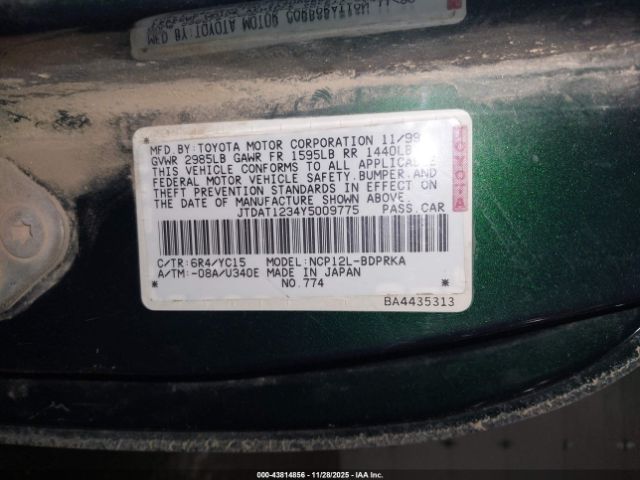 MFD. BY: TOYOTA MOTOR CORPORATION 11/99
GVWR 2985LB GAWR FR 1595LB RR 1440LB
THIS VEHICLE CONFORMS TO ALL APPLICABLE
FEDERAL MOTOR VEHICLE SAFETY, BUMPER, AND
THEFT PREVENTION STANDARDS IN EFFECT ON
THE DATE OF MANUFACTURE SHOWN ABOVE.
JTDAT1234Y5009775 PASS.CAR
TOYOTA
C/TR: 6R4/YC15 MODEL: NCP12L-BDPRKA
A/TM: -08A/U340E MADE IN JAPAN
NO. 774
BA4435313
000-43814856 | 11/28/2025 | IAA Inc.